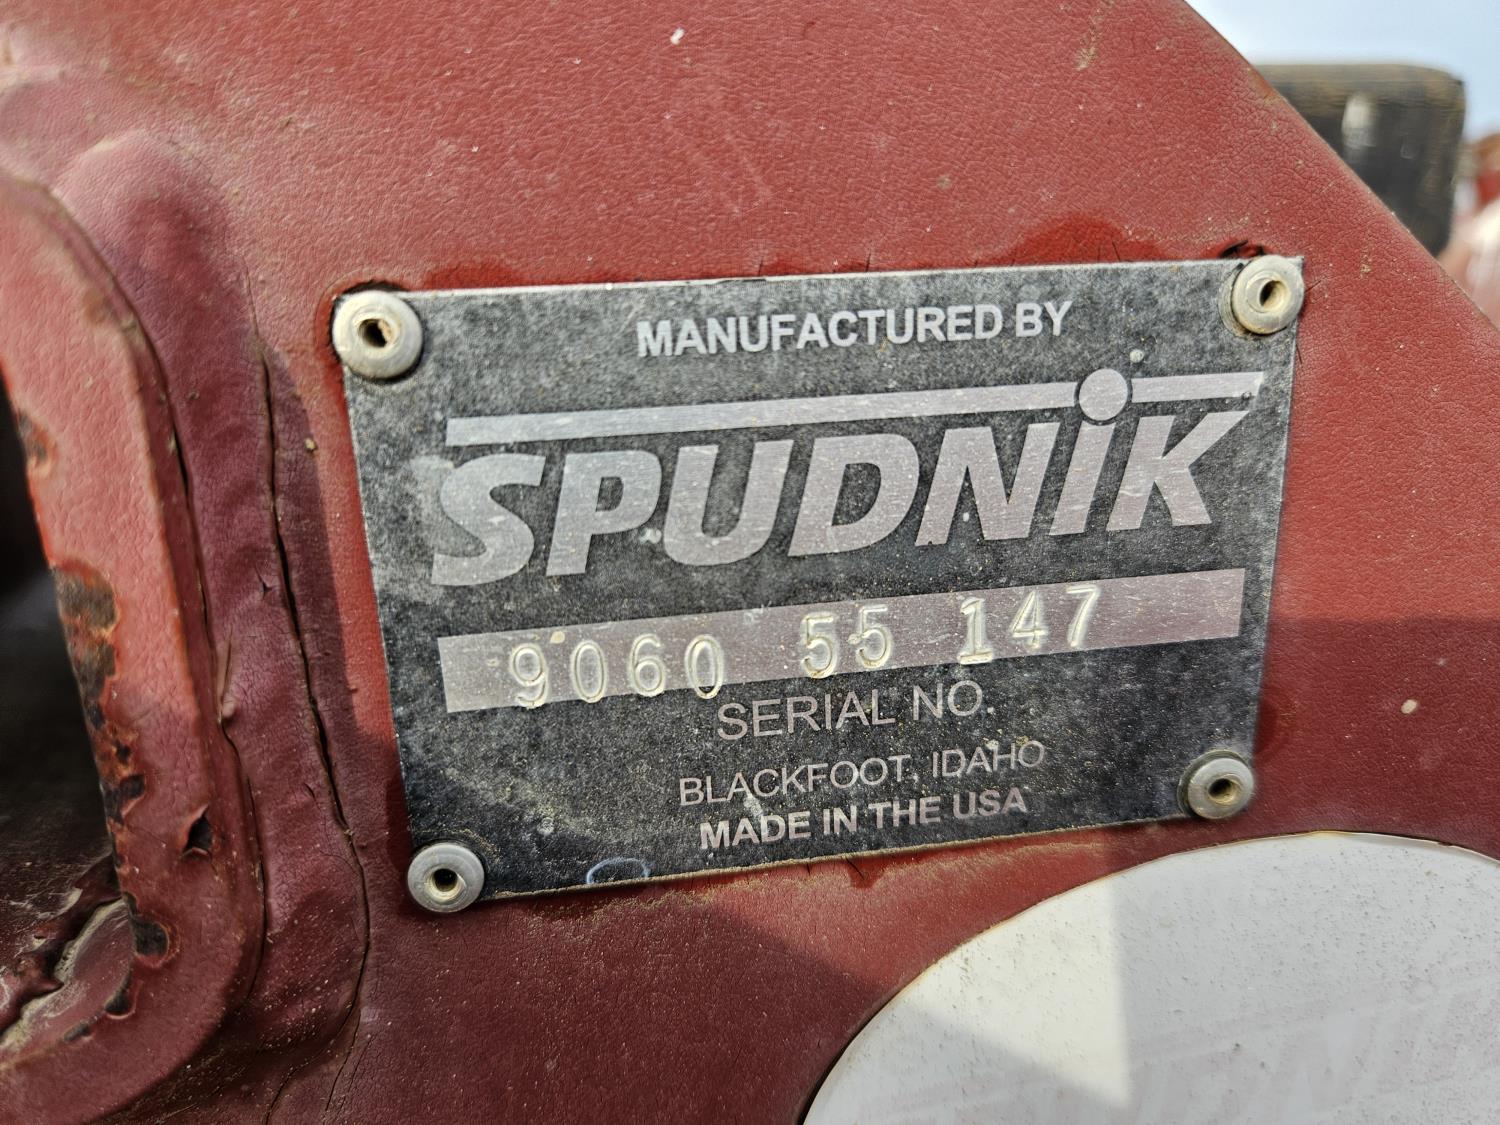 MANUFACTURED BY
SPUDNiK
9060 55 147
SERIAL NO.
BLACKFOOT, IDAHO
MADE IN THE USA